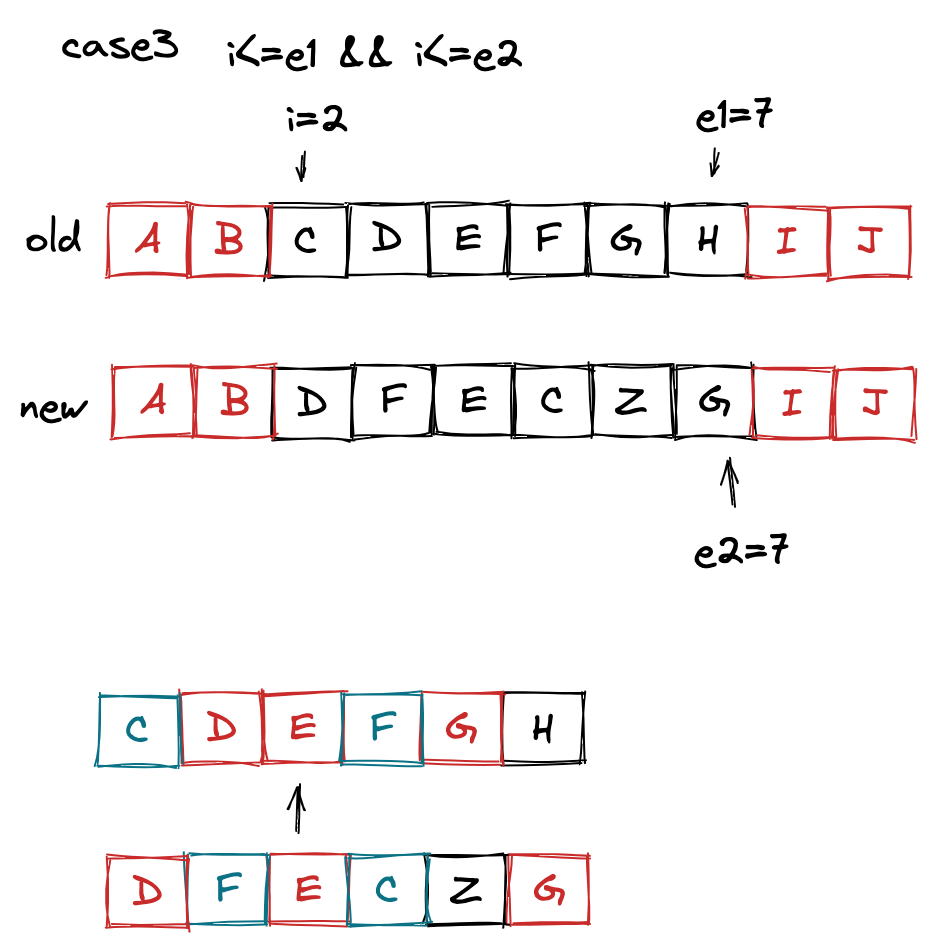 case3 i<=e1 && i<=e2
i=2 e1=7
old A B C D E F G H I J
new A B D F E C Z G I J
e2=7
C D E F G H
D F E C Z G